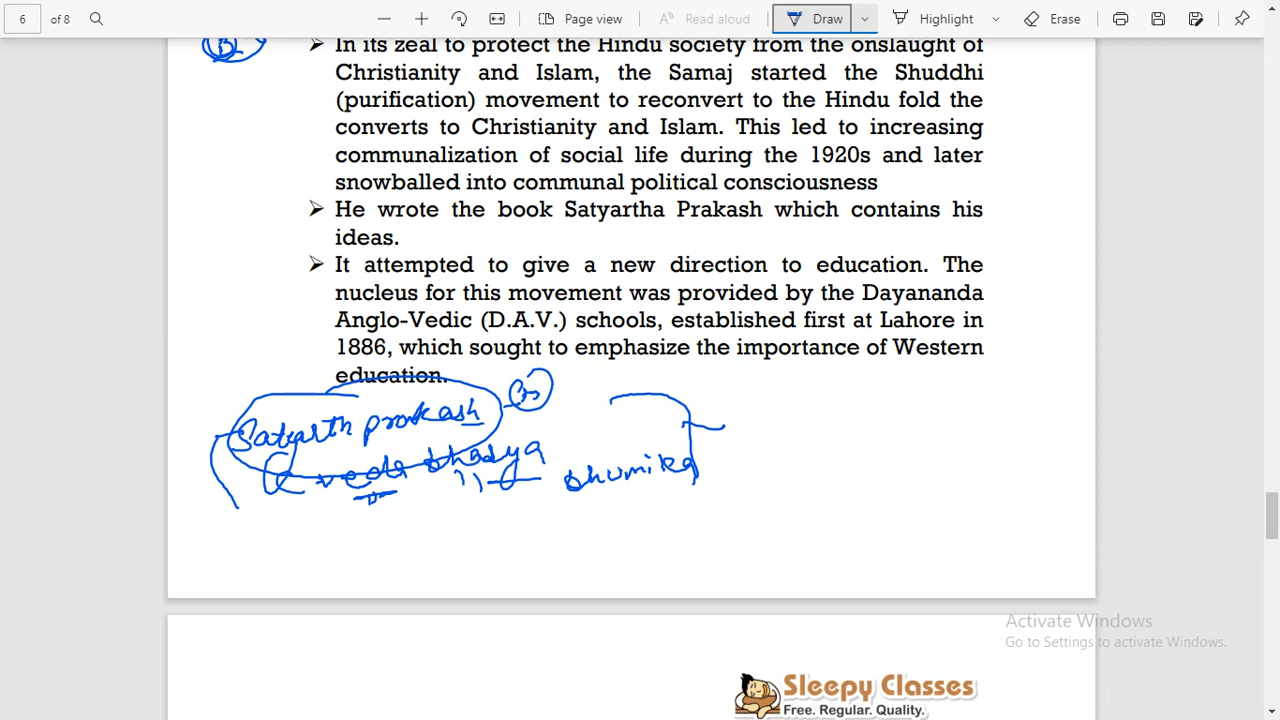 6 of 8 Page view Read aloud Draw Highlight Erase
In its zeal to protect the Hindu society from the onslaught of
Christianity and Islam, the Samaj started the Shuddhi
(purification) movement to reconvert to the Hindu fold the
converts to Christianity and Islam. This led to increasing
communalization of social life during the 1920s and later
snowballed into communal political consciousness
He wrote the book Satyartha Prakash which contains his
ideas.
It attempted to give a new direction to education. The
nucleus for this movement was provided by the Dayananda
Anglo-Vedic (D.A.V.) schools, established first at Lahore in
1886, which sought to emphasize the importance of Western
education.
Satyarth prakash
veda bhadya
bhumika
Activate Windows
Go to Settings to activate Windows.
Sleepy Classes
Free. Regular. Quality.